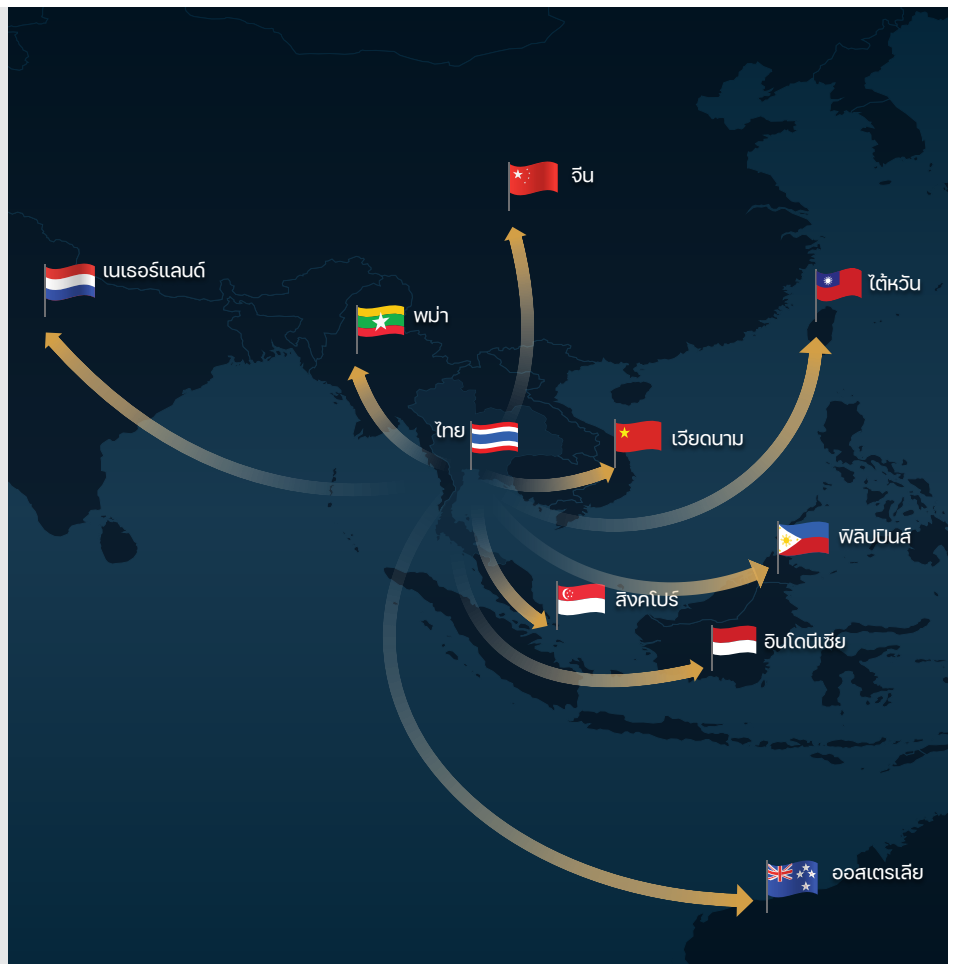 จีน
เนเธอร์แลนด์
ไต้หวัน
พม่า
ไทย
เวียดนาม
ฟิลิปปินส์
สิงคโปร์
อินโดนีเซีย
ออสเตรเลีย